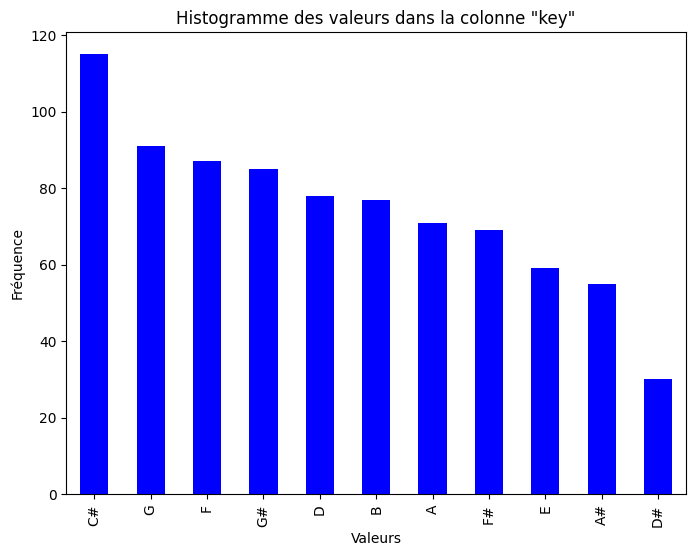 Histogramme des valeurs dans la colonne "key"
120
100
80
60
40
20
0
Fréquence
C#
G
F
G#
D
B
A
F#
E
A#
D#
Valeurs